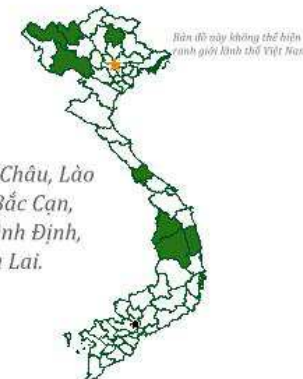 Bản đồ này không thể hiện
ranh giới lãnh thổ Việt Nam
Châu, Lào
Bắc Cạn,
nh Định,
Lai.